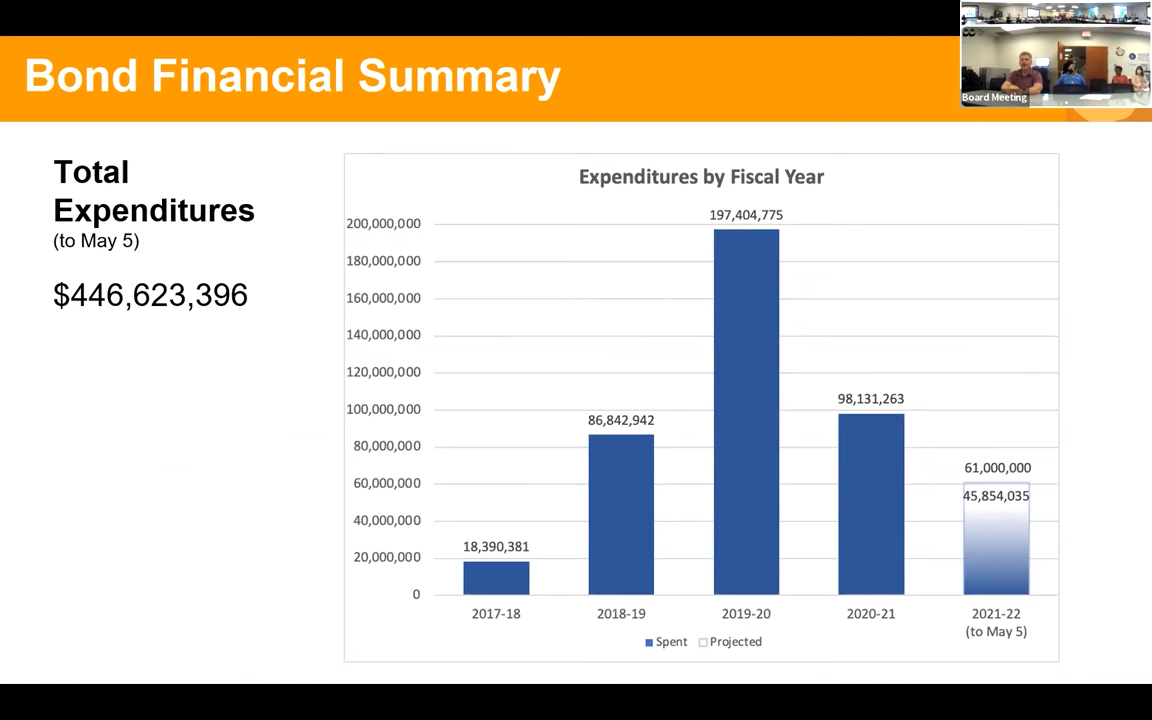 Bond Financial Summary
Board Meeting
Total
Expenditures
(to May 5)
$446,623,396
Expenditures by Fiscal Year
200,000,000
180,000,000
160,000,000
140,000,000
120,000,000
100,000,000
80,000,000
60,000,000
40,000,000
20,000,000
0
18,390,381
86,842,942
197,404,775
98,131,263
61,000,000
45,854,035
2017-18
2018-19
2019-20
2020-21
2021-22
(to May 5)
Spent
Projected